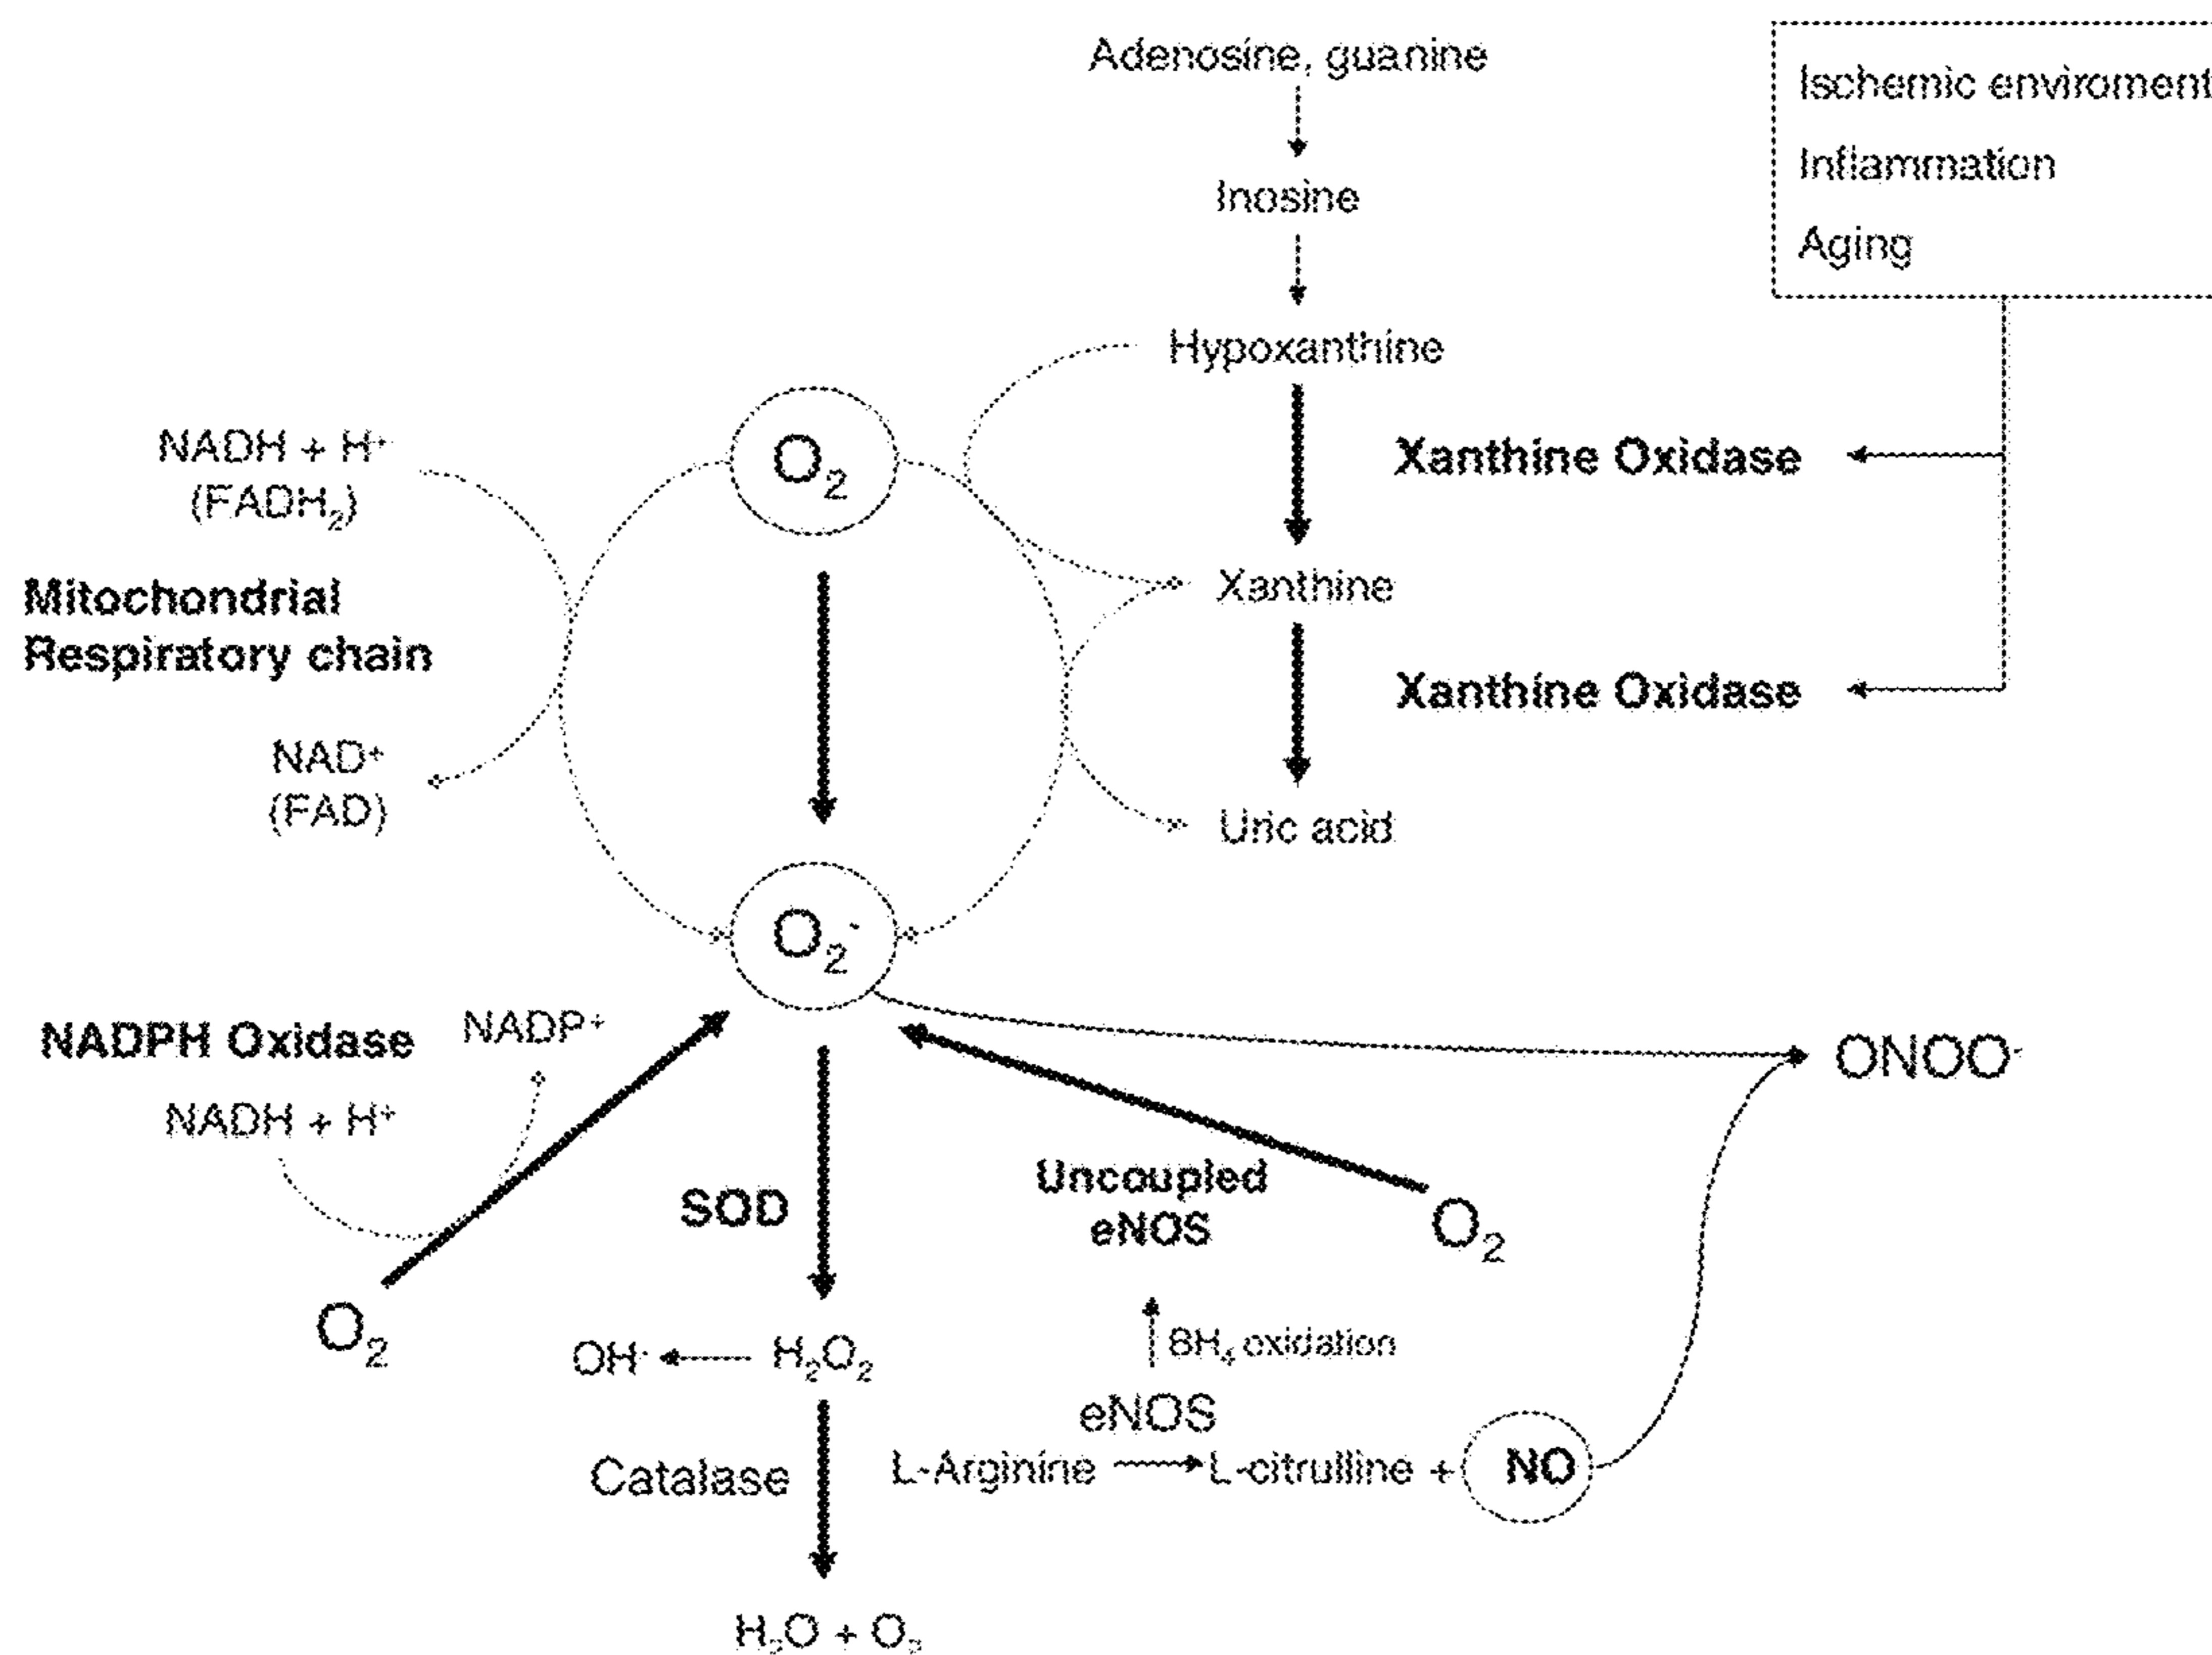 Adenosine, guanine
Inosine
Hypoxanthine
Ischemic enviroment
Inflammation
Aging
NADH + H+
(FADH2)
O2
Xanthine Oxidase
Mitochondrial
Respiratory chain
Xanthine
Xanthine Oxidase
NAD+
(FAD)
Uric acid
O2·
NADPH Oxidase
NADP+
NADH + H+
ONOO-
SOD
Uncoupled
eNOS
O2
O2
OH·
H2O2
BH4 oxidation
eNOS
Catalase
L-Arginine
L-citrulline + NO
H2O + O2